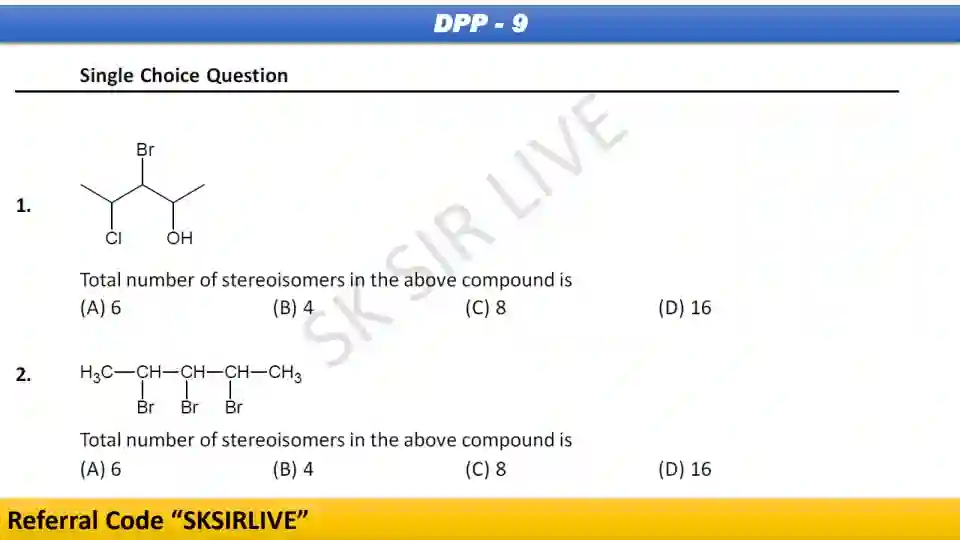 DPP - 9
Single Choice Question
SK SIR LIVE
1.
Br
Cl OH
Total number of stereoisomers in the above compound is
(A) 6 (B) 4 (C) 8 (D) 16
2. H₃C—CH—CH—CH—CH₃
Br Br Br
Total number of stereoisomers in the above compound is
(A) 6 (B) 4 (C) 8 (D) 16
Referral Code “SKSIRLIVE”